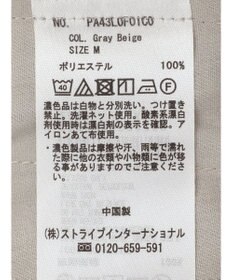 NO. PA43L0F01C0
COL. Gray Beige
SIZE M
ポリエステル 100%
40
濃色品は白物と分別洗い。つけ置き
禁止。洗濯ネット使用。酸素系漂白
剤使用時は漂白剤の表示を確認。ア
イロンあて布使用。
※濃色品は摩擦や汗、雨等で濡れ
た際に他の衣類や小物類に色が移
る事がありますのでご注意くださ
い。
中国製
(株)ストライプインターナショナル
☎ 0120-659-591